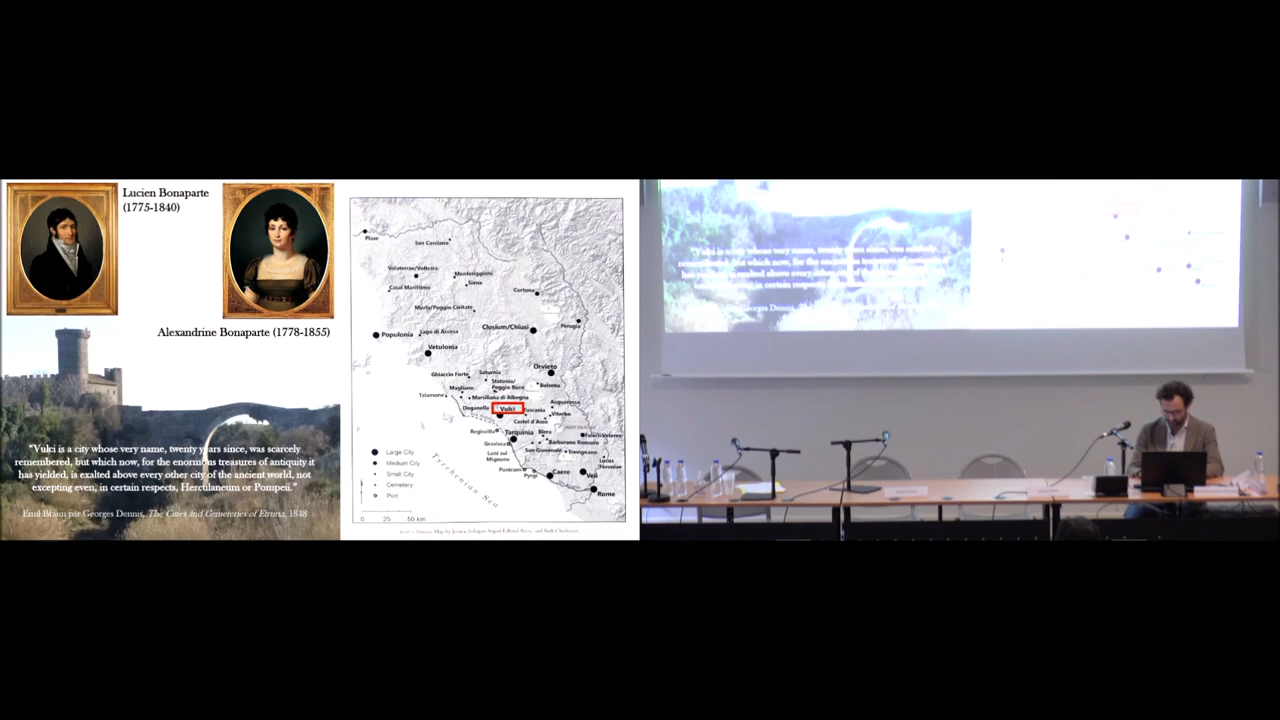 Lucien Bonaparte
(1775-1840)
Alexandrine Bonaparte (1778-1855)
"Vulci is a city whose very name, twenty years since, was scarcely
remembered, but which now, for the enormous treasures of antiquity it
has yielded, is exalted above every other city of the ancient world, not
excepting even, in certain respects, Herculaneum or Pompeii."
Emil Braun par Georges Dennis, The Cities and Cemeteries of Etruria, 1848
Pisae
San Casciano
Volaterrae/Volterra
Monteriggioni
Siena
Casal Marittimo
Cortona
Murlo/Poggio Civitate
Populonia
Lago di Accesa
Clusium/Chiusi
Perugia
Vetulonia
Orvieto
Ghiaccio Forte
Saturnia
Statonia/
Poggio Buco
Bolsena
Magliano
Talamone
Marsiliana di Albegna
Doganella
Vulci
Tuscania
Acquarossa
Viterbo
Castel d'Asso
Regisvilla
Tarquinia
Blera
Falerii Veteres
Gravisca
Barbarano Romano
Luni sul
Mignone
San Giovenale
Trevignano
Lucus
Feroniae
Punicum
Pyrgi
Caere
Veii
Rome
Tyrrhenian Sea
Large City
Medium City
Small City
Cemetery
Port
0 25 50 km